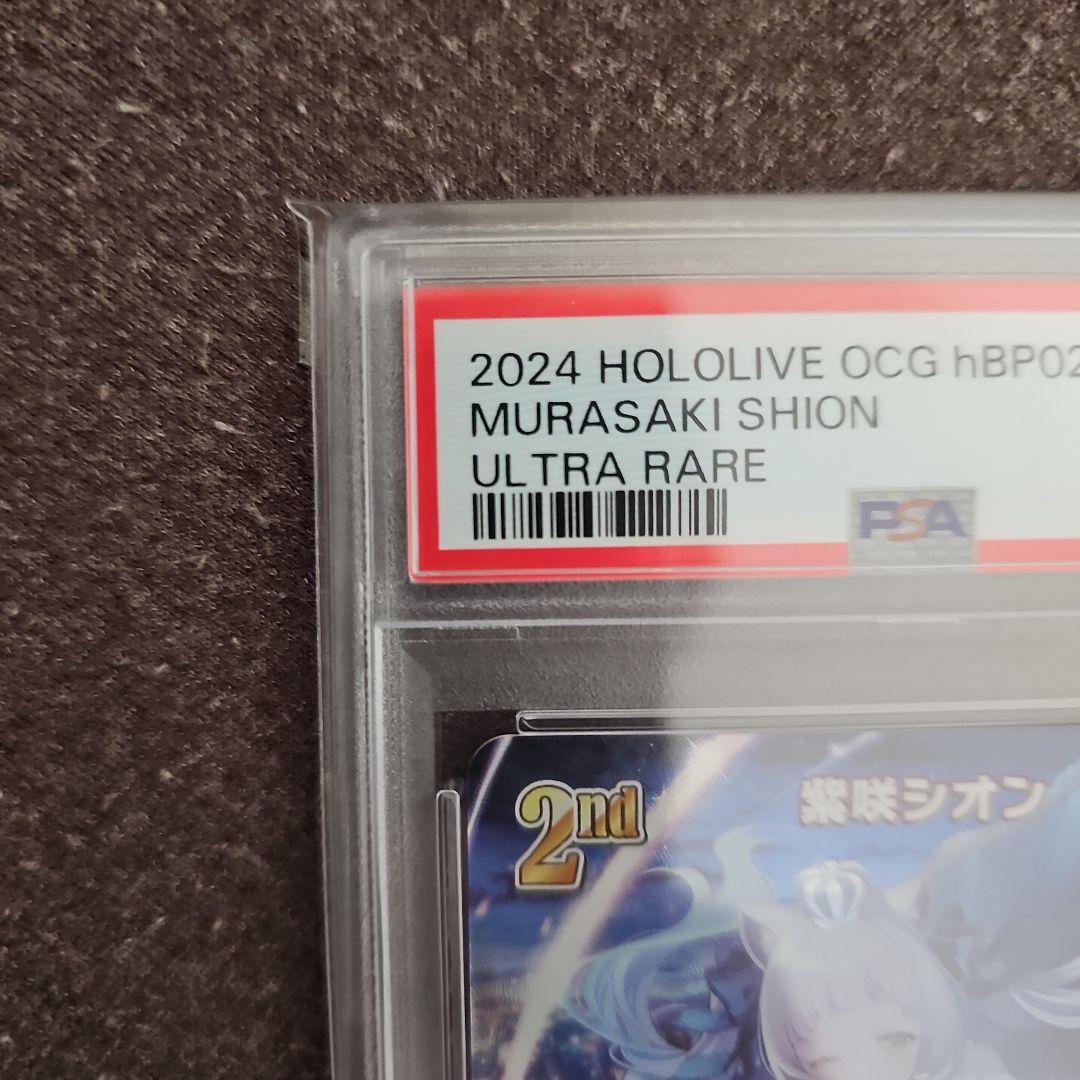 2024 HOLOLIVE OCG hBP02
MURASAKI SHION
ULTRA RARE
PSA
2nd
紫咲シオン